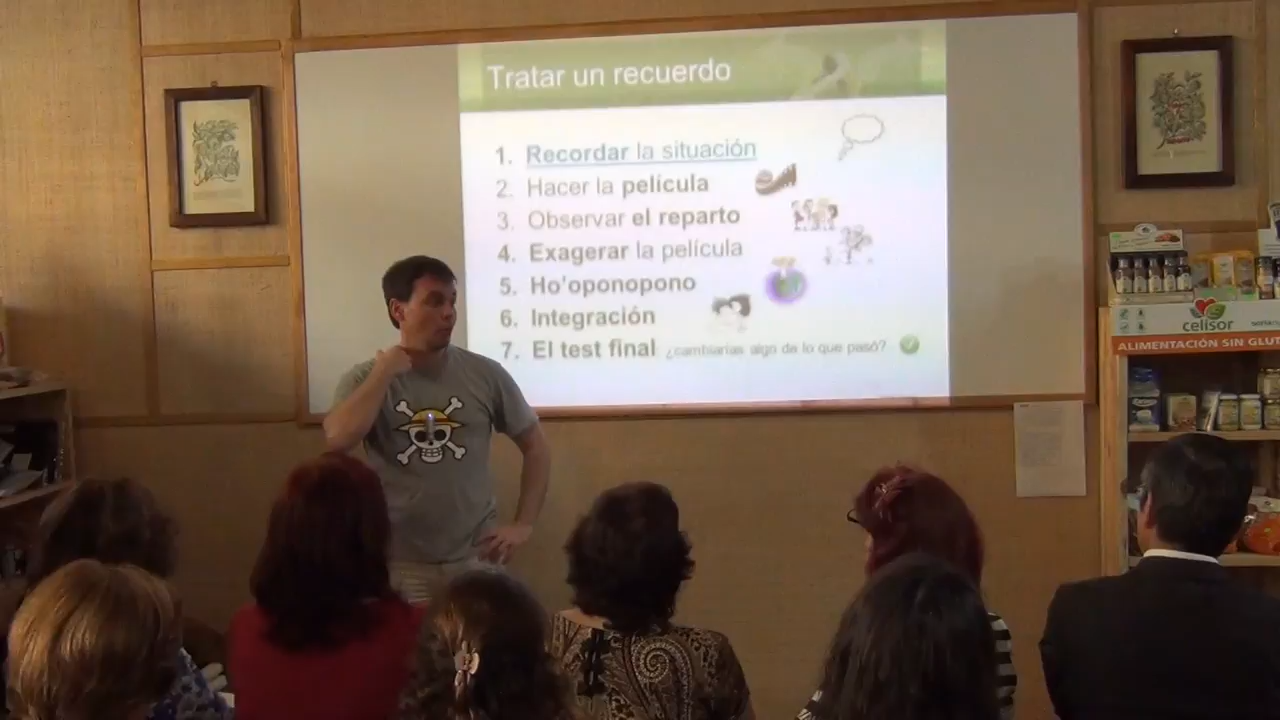 Tratar un recuerdo
1. Recordar la situación
2. Hacer la película
3. Observar el reparto
4. Exagerar la película
5. Ho'oponopono
6. Integración
7. El test final ¿cambiarías algo de lo que pasó?
celisor
ALIMENTACIÓN SIN GLUT